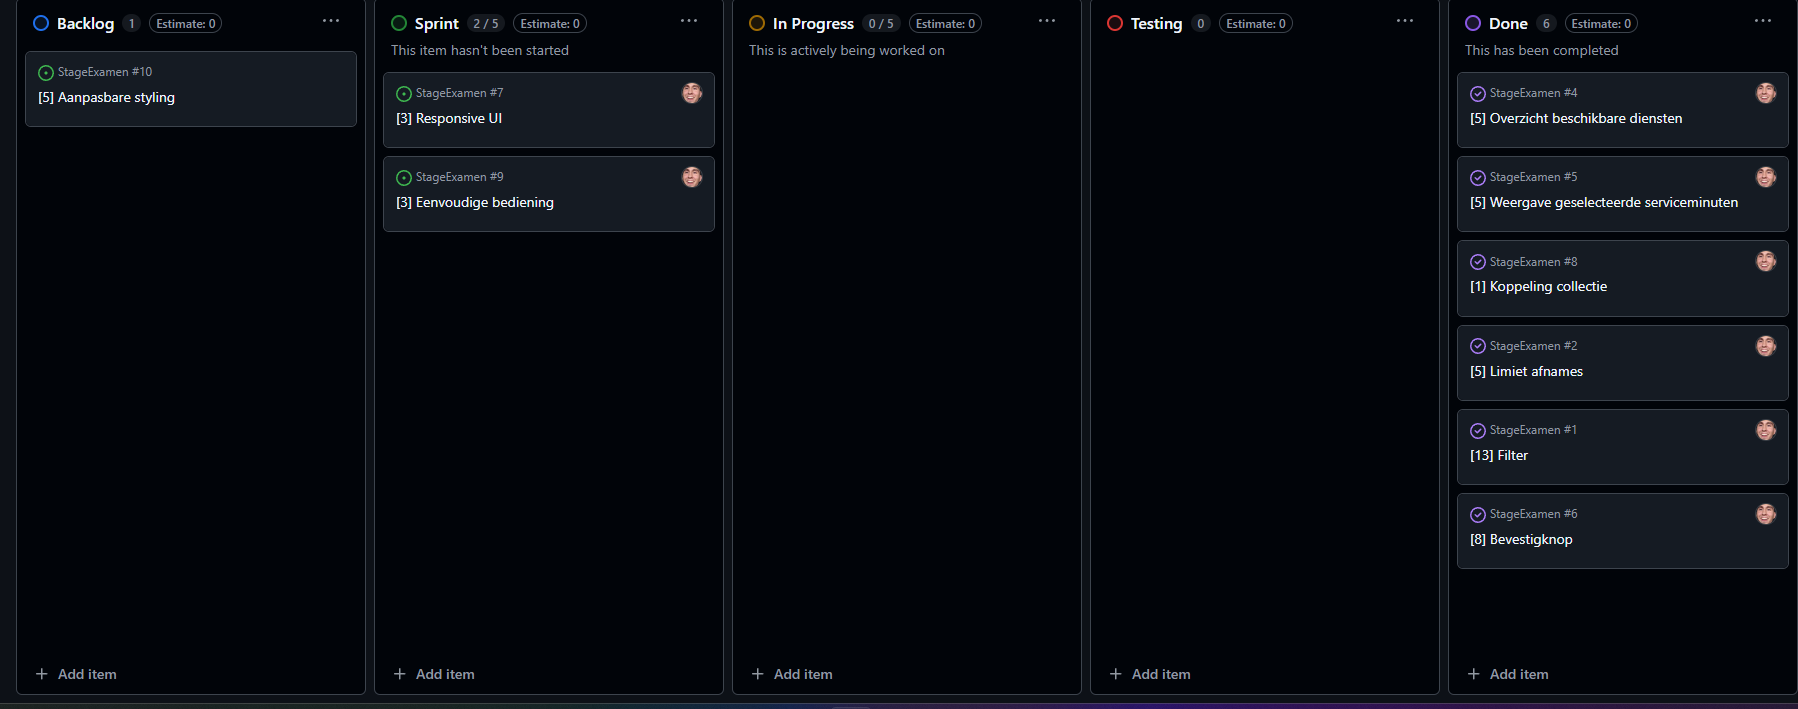 Backlog 1 Estimate: 0
StageExamen #10
[5] Aanpasbare styling
Add item
Sprint 2 / 5 Estimate: 0
This item hasn't been started
StageExamen #7
[3] Responsive UI
StageExamen #9
[3] Eenvoudige bediening
Add item
In Progress 0 / 5 Estimate: 0
This is actively being worked on
Add item
Testing 0 Estimate: 0
Add item
Done 6 Estimate: 0
This has been completed
StageExamen #4
[5] Overzicht beschikbare diensten
StageExamen #5
[5] Weergave geselecteerde serviceminuten
StageExamen #8
[1] Koppeling collectie
StageExamen #2
[5] Limiet afnames
StageExamen #1
[13] Filter
StageExamen #6
[8] Bevestigknop
Add item